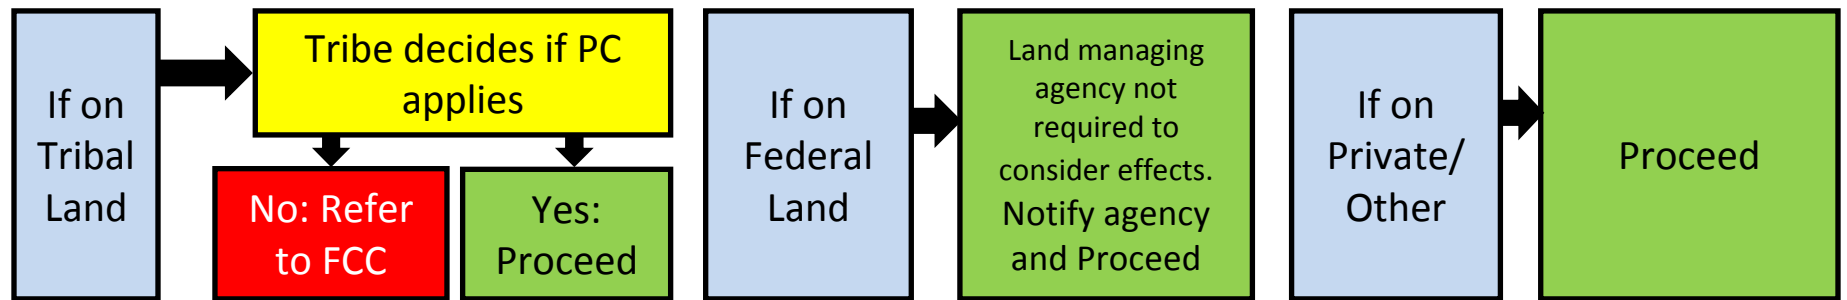 If on
Tribal
Land
Tribe decides if PC
applies
No: Refer
to FCC
Yes:
Proceed
If on
Federal
Land
Land managing
agency not
required to
consider effects.
Notify agency
and Proceed
If on
Private/
Other
Proceed